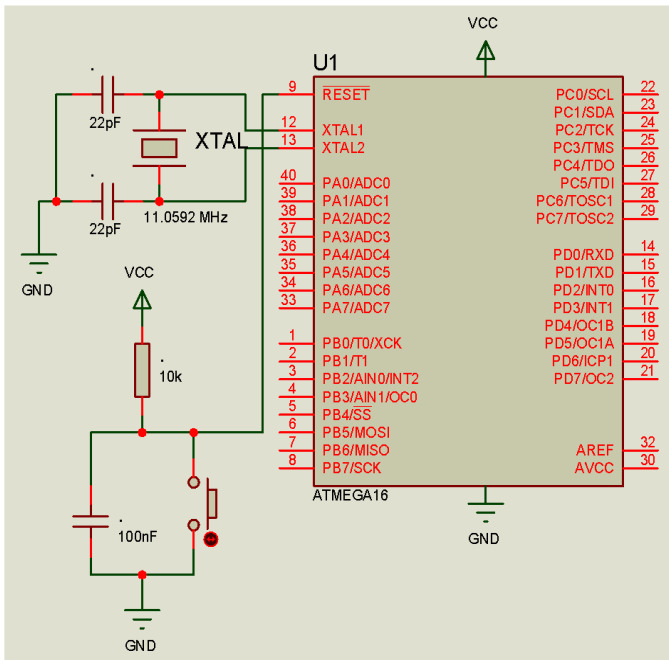 VCC
U1
22pF
XTAL
22pF
11.0592 MHz
GND
VCC
10k
100nF
GND
9 RESET
12 XTAL1
13 XTAL2
40 PA0/ADC0
39 PA1/ADC1
38 PA2/ADC2
37 PA3/ADC3
36 PA4/ADC4
35 PA5/ADC5
34 PA6/ADC6
33 PA7/ADC7
1 PB0/T0/XCK
2 PB1/T1
3 PB2/AIN0/INT2
4 PB3/AIN1/OC0
5 PB4/SS
6 PB5/MOSI
7 PB6/MISO
8 PB7/SCK
PC0/SCL 22
PC1/SDA 23
PC2/TCK 24
PC3/TMS 25
PC4/TDO 26
PC5/TDI 27
PC6/TOSC1 28
PC7/TOSC2 29
PD0/RXD 14
PD1/TXD 15
PD2/INT0 16
PD3/INT1 17
PD4/OC1B 18
PD5/OC1A 19
PD6/ICP1 20
PD7/OC2 21
AREF 32
AVCC 30
ATMEGA16
GND